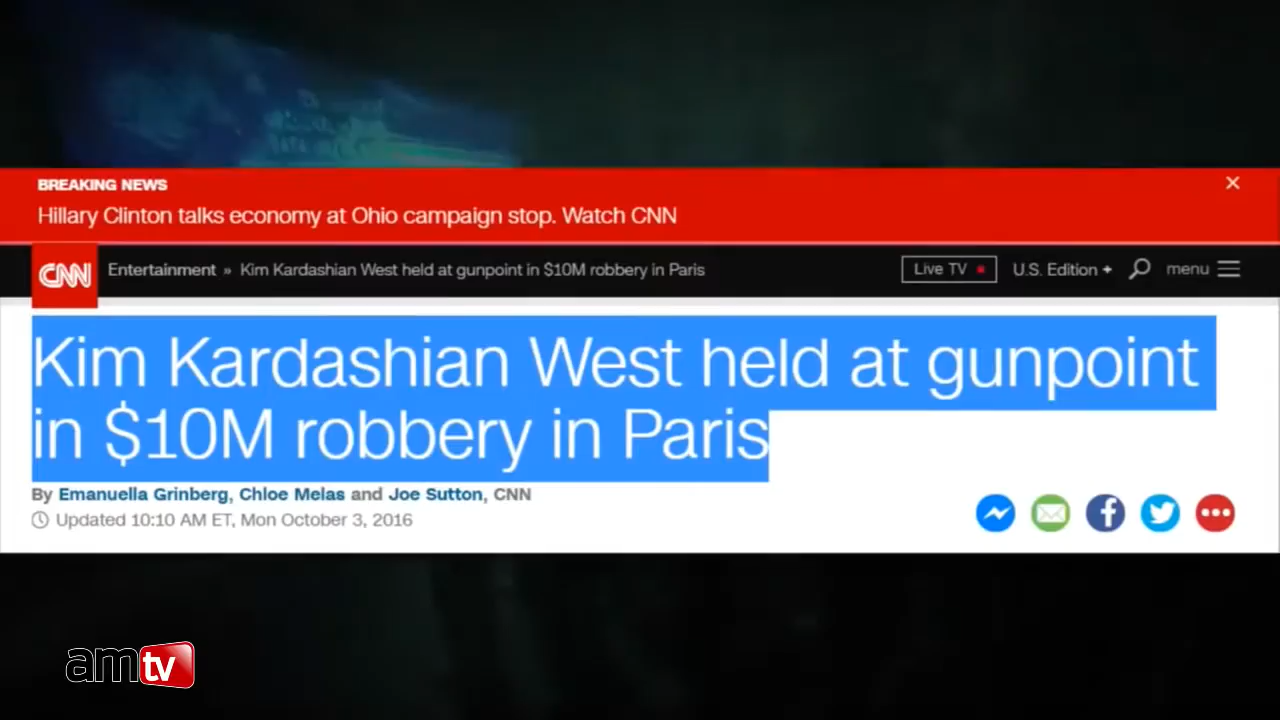 BREAKING NEWS
Hillary Clinton talks economy at Ohio campaign stop. Watch CNN
CNN Entertainment » Kim Kardashian West held at gunpoint in $10M robbery in Paris Live TV U.S. Edition + menu
Kim Kardashian West held at gunpoint
in $10M robbery in Paris
By Emanuella Grinberg, Chloe Melas and Joe Sutton, CNN
Updated 10:10 AM ET, Mon October 3, 2016
amtv